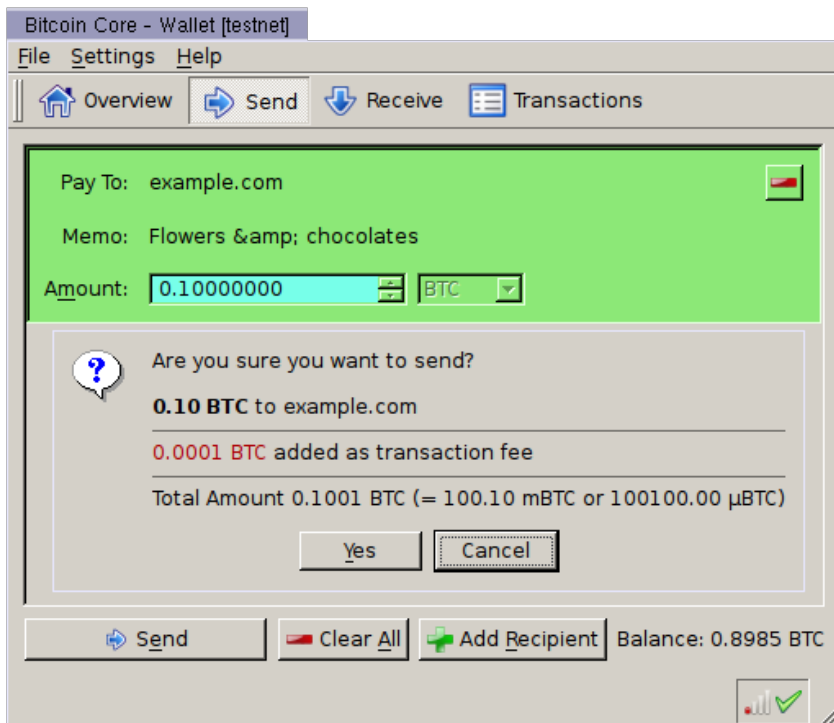 Bitcoin Core - Wallet [testnet]
File Settings Help
Overview Send Receive Transactions
Pay To: example.com
Memo: Flowers &amp; chocolates
Amount: 0.10000000 BTC
?
Are you sure you want to send?
0.10 BTC to example.com
0.0001 BTC added as transaction fee
Total Amount 0.1001 BTC (= 100.10 mBTC or 100100.00 μBTC)
Yes Cancel
Send Clear All Add Recipient Balance: 0.8985 BTC